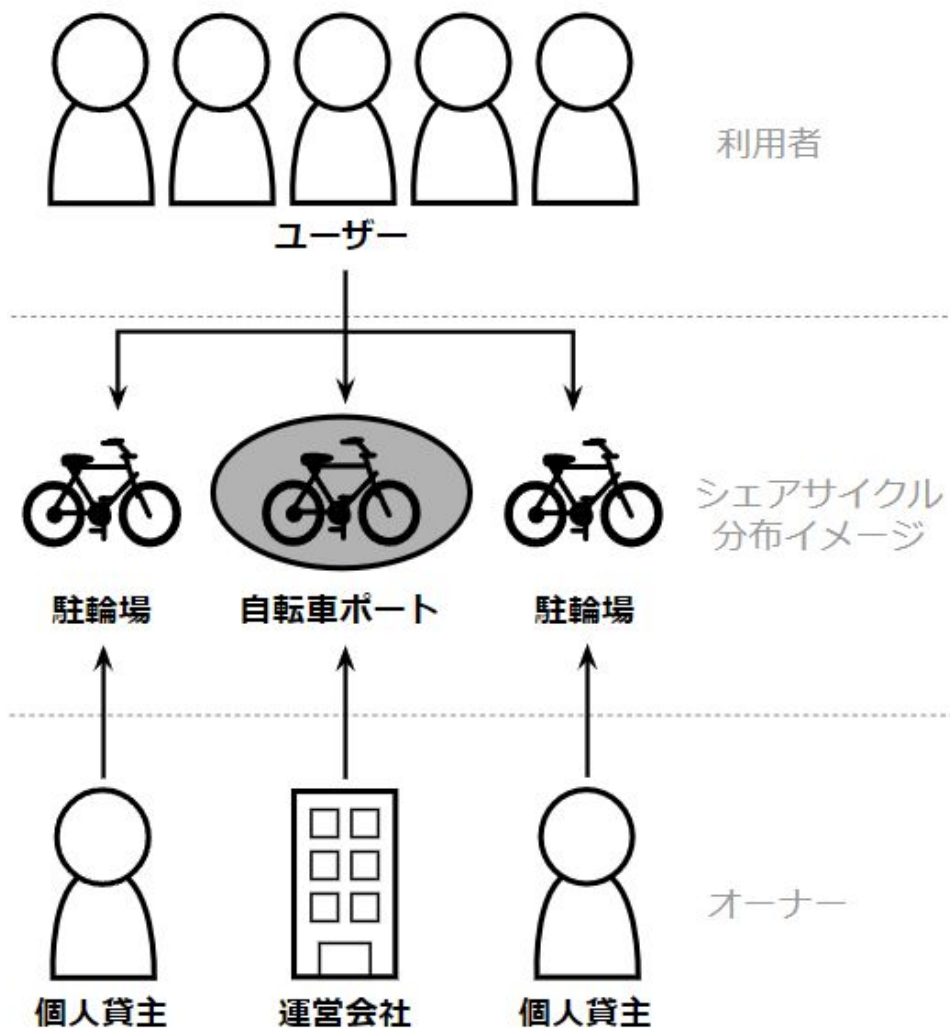 利用者
ユーザー
シェアサイクル
分布イメージ
駐輪場
自転車ポート
駐輪場
オーナー
個人貸主
運営会社
個人貸主